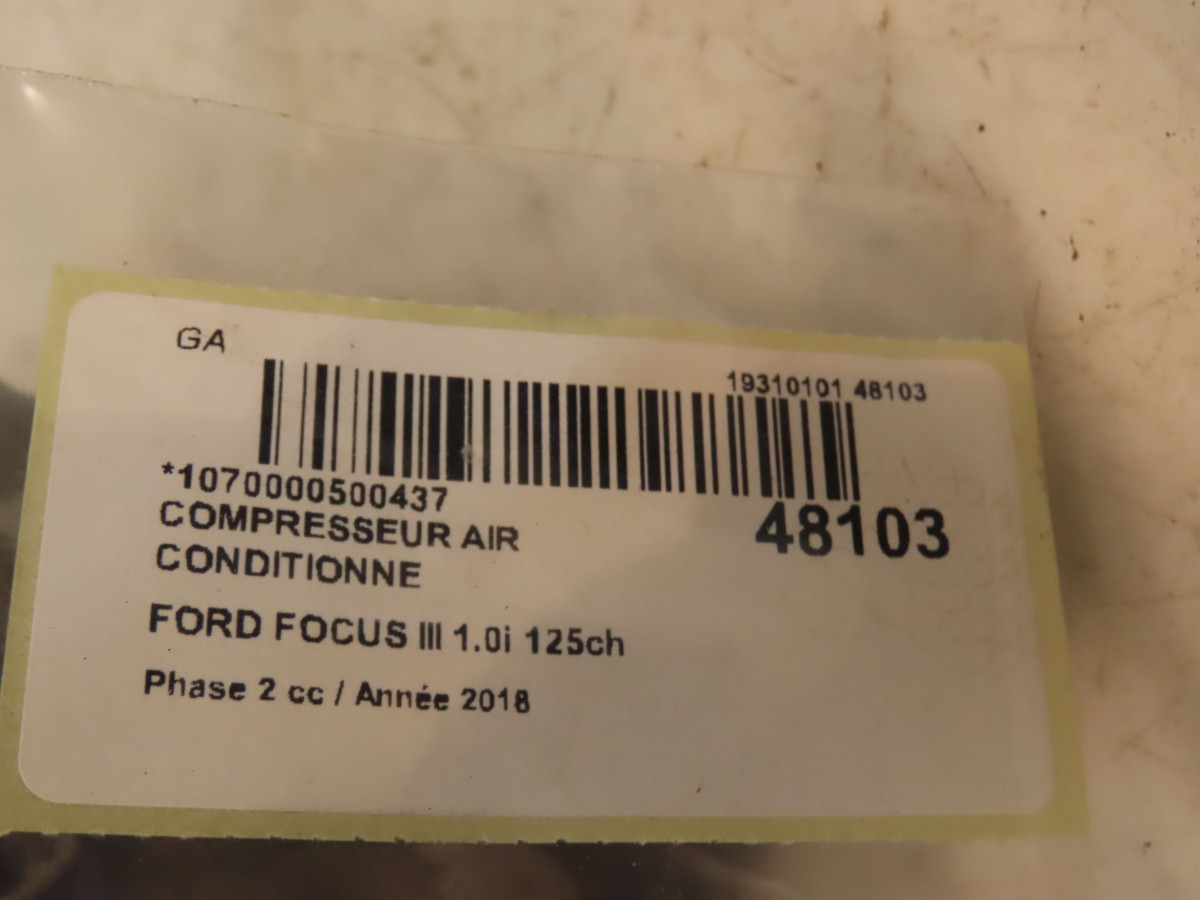 GA
19310101 48103
*1070000500437
48103
COMPRESSEUR AIR
CONDITIONNE
FORD FOCUS III 1.0i 125ch
Phase 2 cc / Année 2018